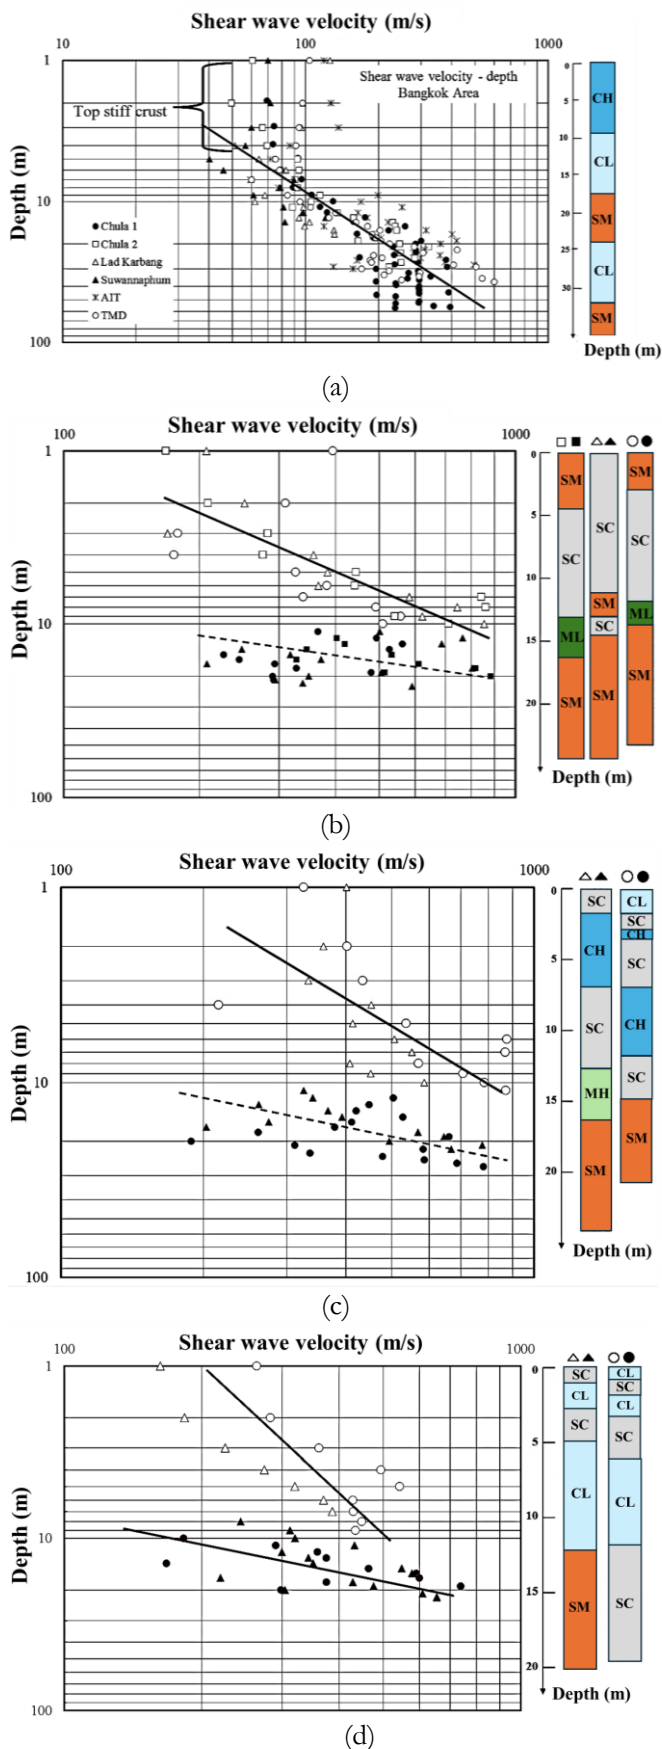 Shear wave velocity (m/s)
10 100 1000
1
Shear wave velocity - depth
Bangkok Area
Top stiff crust
Depth (m)
10
Chula 1
Chula 2
Lad Karbang
Suwannaphum
AIT
TMD
100
0
5
10
15
20
25
30
CH
CL
SM
CL
SM
Depth (m)
(a)
Shear wave velocity (m/s)
100 1000
1
Depth (m)
10
100
0
5
10
15
20
SM
SC
ML
SM
SC
SM
SC
SM
SM
SC
ML
SM
Depth (m)
(b)
Shear wave velocity (m/s)
100 1000
1
Depth (m)
10
100
0
5
10
15
20
SC
CH
SC
MH
SM
CL
SC
CH
SC
CH
SC
SM
Depth (m)
(c)
Shear wave velocity (m/s)
100 1000
1
Depth (m)
10
100
0
5
10
15
20
SC
CL
SC
CL
SM
CL
SC
CL
SC
CL
SC
Depth (m)
(d)